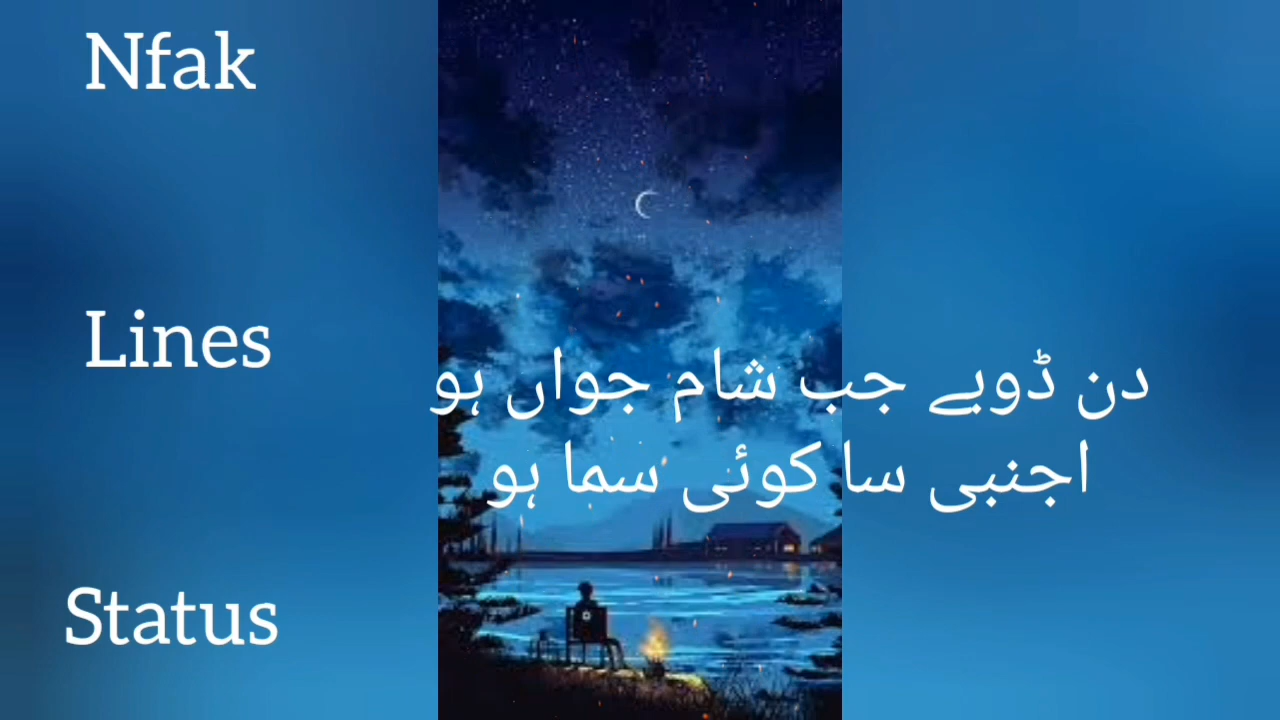 Nfak
Lines
Status
دن ڈوبے جب شام جواں ہو
اجنبی سا کوئی سما ہو